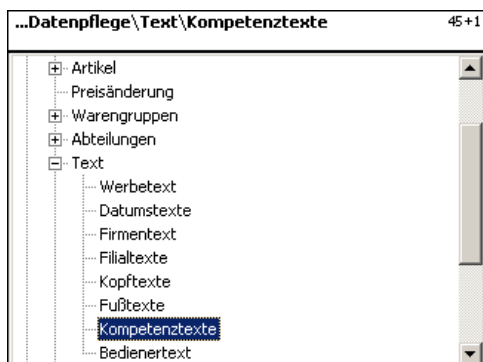 ...Datenpflege\Text\Kompetenztexte 45+1
Artikel
Preisänderung
Warengruppen
Abteilungen
Text
Werbetext
Datumstexte
Firmentext
Filialtexte
Kopftexte
Fußtexte
Kompetenztexte
Bedienertext